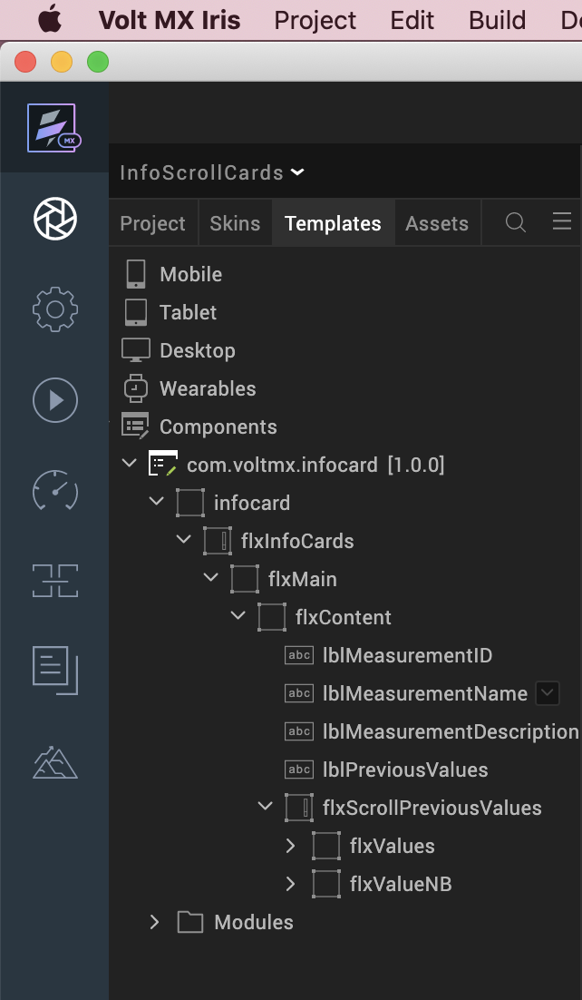 Volt MX Iris Project Edit Build De
MX
InfoScrollCards
Project Skins Templates Assets
Mobile
Tablet
Desktop
Wearables
Components
com.voltmx.infocard [1.0.0]
infocard
flxInfoCards
flxMain
flxContent
abc lblMeasurementID
abc lblMeasurementName
abc lblMeasurementDescription
abc lblPreviousValues
flxScrollPreviousValues
flxValues
flxValueNB
Modules